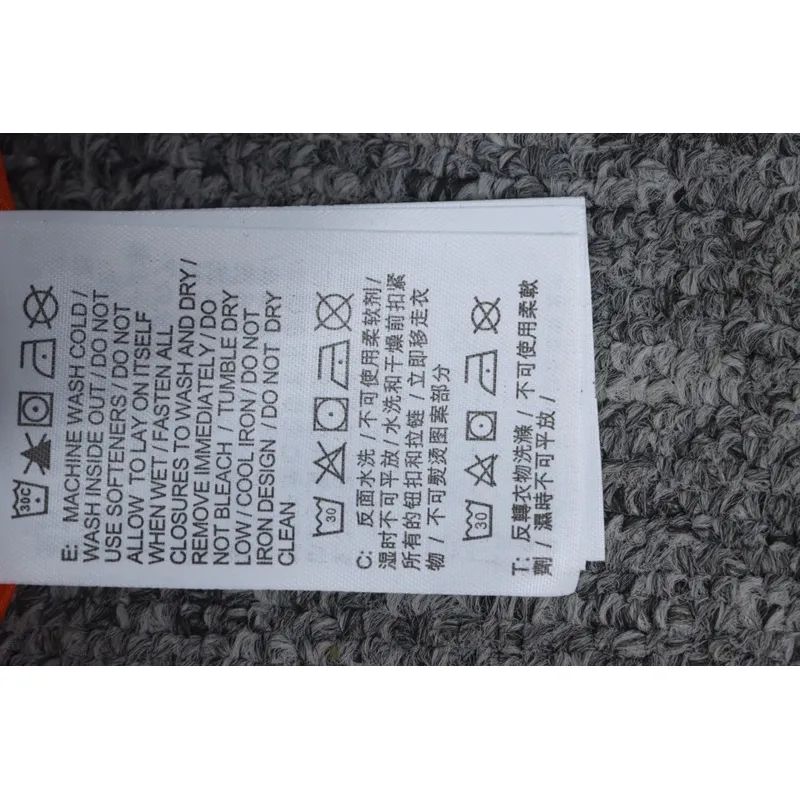 30C
E: MACHINE WASH COLD /
WASH INSIDE OUT / DO NOT
USE SOFTENERS / DO NOT
ALLOW TO LAY ON ITSELF
WHEN WET / FASTEN ALL
CLOSURES TO WASH AND DRY /
REMOVE IMMEDIATELY / DO
NOT BLEACH / TUMBLE DRY
LOW / COOL IRON / DO NOT
IRON DESIGN / DO NOT DRY
CLEAN
30
C: 反面水洗 / 不可使用柔软剂 /
湿时不可平放 / 水洗和干燥前扣紧
所有的钮扣和拉链 / 立即移走衣
物 / 不可熨烫图案部分
30
T: 反轉衣物洗滌 / 不可使用柔軟
劑 / 濕時不可平放 /